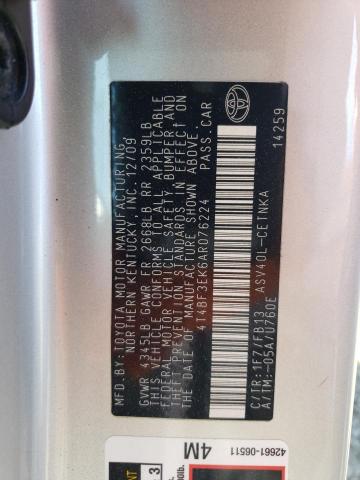 MFD.BY:TOYOTA MOTOR MANUFACTURING,
NORTHERN KENTUCKY, INC. 12/09
GVWR 4345LB GAWR FR 2668LB RR 2359LB
THIS VEHICLE CONFORMS TO ALL APPLICABLE
FEDERAL MOTOR VEHICLE SAFETY, BUMPER AND
THEFT PREVENTION STANDARDS IN EFFECT ON
THE DATE OF MANUFACTURE SHOWN ABOVE.
4T4BF3EK6AR076224 PASS.CAR
C/TR:1F7/FB13 ASV40L-CETNKA
A/TM:-05A/U760E 14259
42661-06511
4M